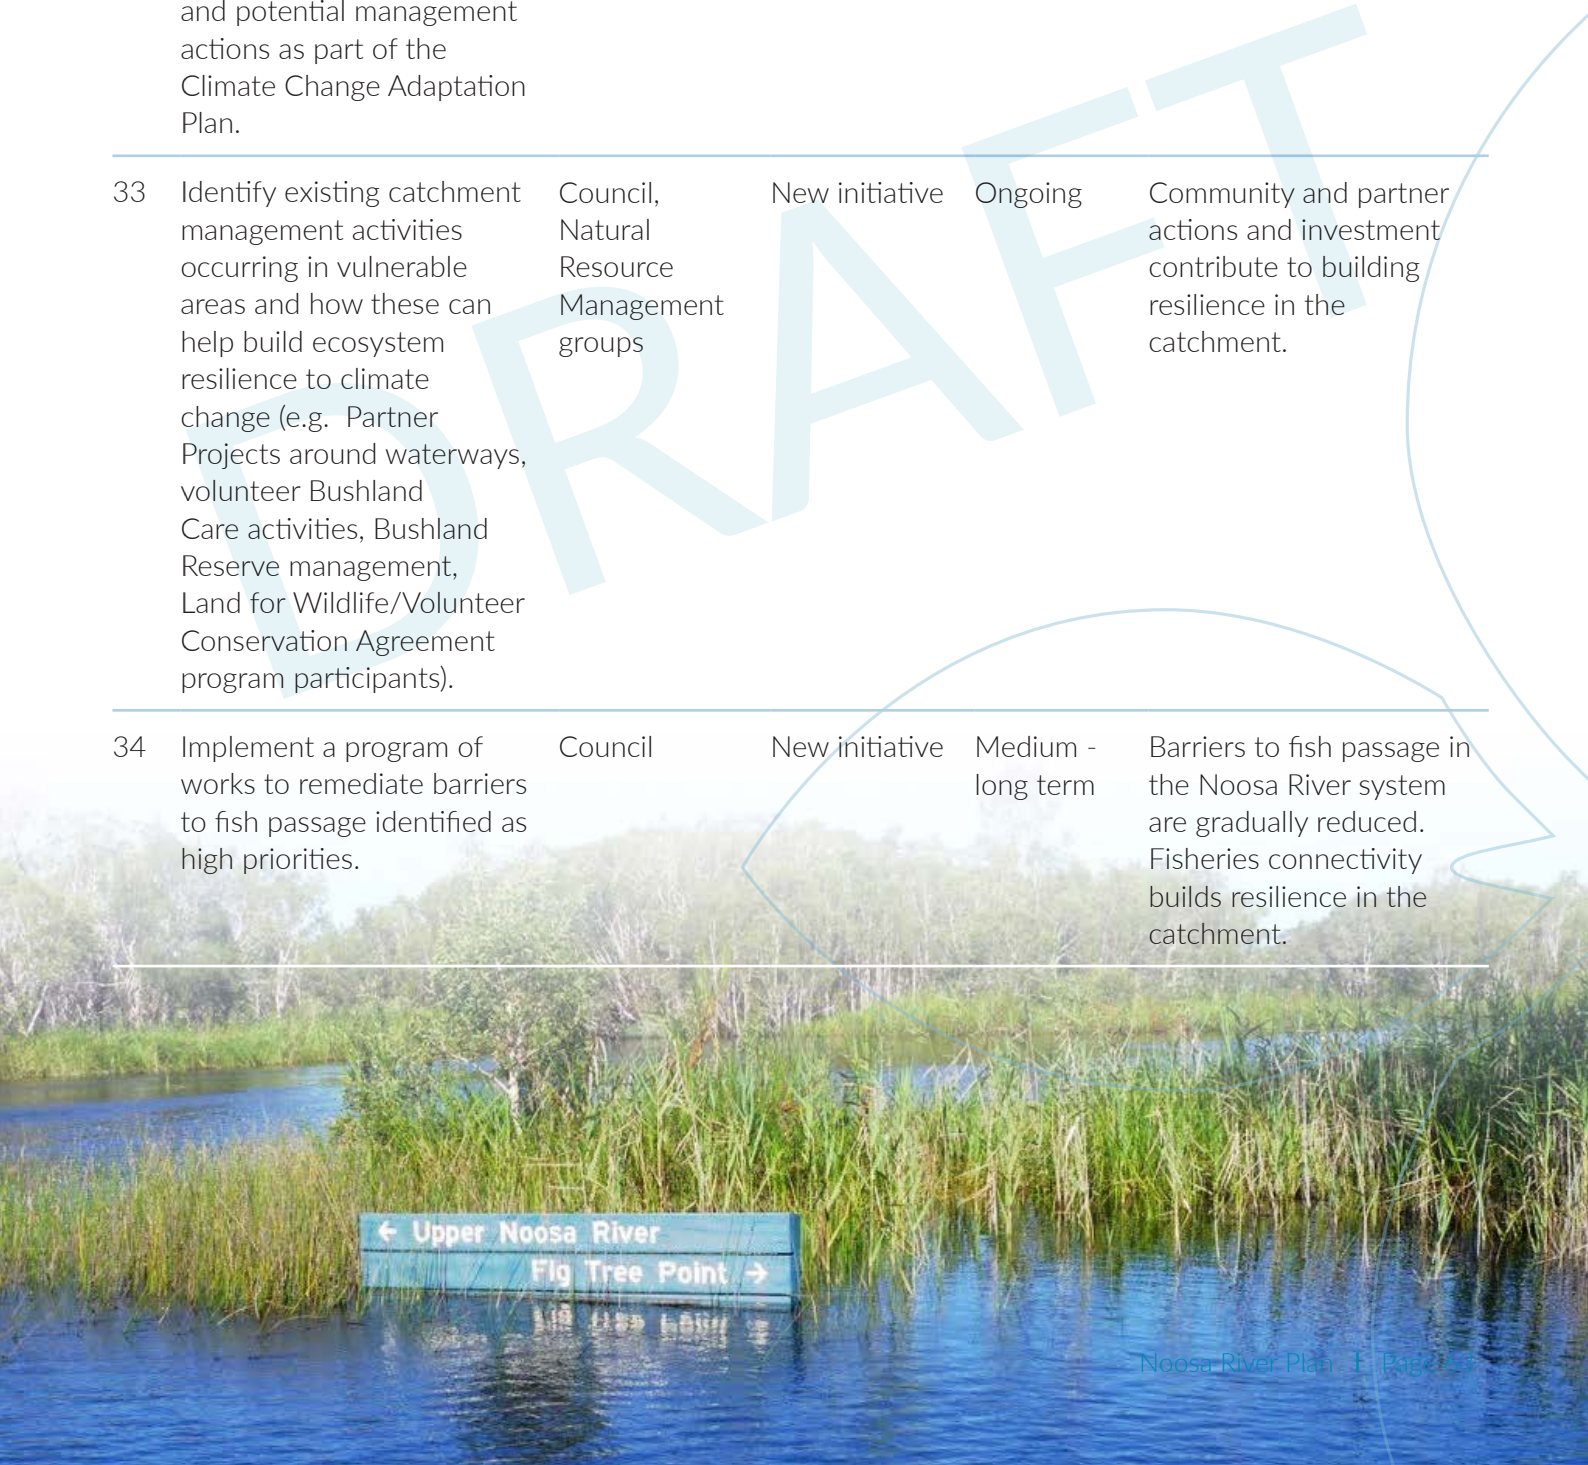 and potential management
actions as part of the
Climate Change Adaptation
Plan.
33
Identify existing catchment
management activities
occurring in vulnerable
areas and how these can
help build ecosystem
resilience to climate
change (e.g.  Partner
Projects around waterways,
volunteer Bushland
Care activities, Bushland
Reserve management,
Land for Wildlife/Volunteer
Conservation Agreement
program participants).
Council,
Natural
Resource
Management
groups
New initiative
Ongoing
Community and partner
actions and investment
contribute to building
resilience in the
catchment.
34
Implement a program of
works to remediate barriers
to fish passage identified as
high priorities.
Council
New initiative
Medium -
long term
Barriers to fish passage in
the Noosa River system
are gradually reduced.
Fisheries connectivity
builds resilience in the
catchment.
DRAFT
← Upper Noosa River
Fig Tree Point →
Noosa River Plan | Page